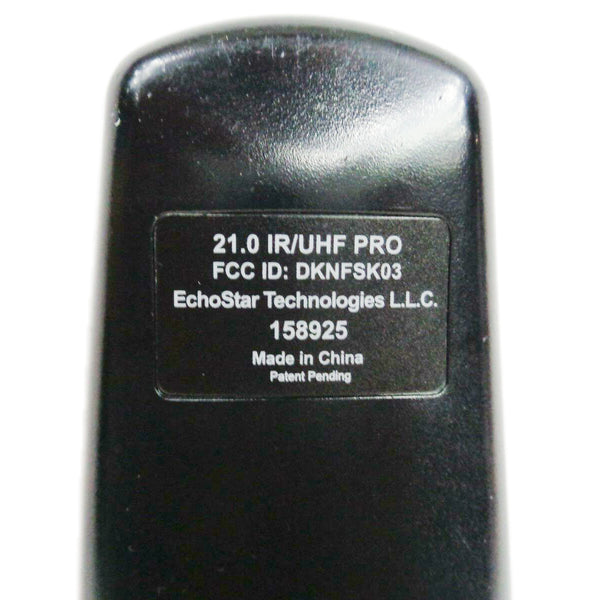 21.0 IR/UHF PRO
FCC ID: DKNFSK03
EchoStar Technologies L.L.C.
158925
Made in China
Patent Pending